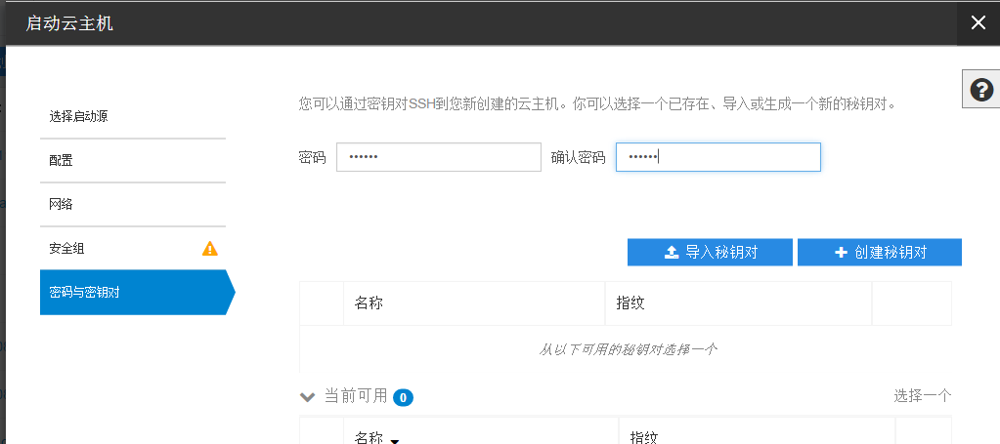 启动云主机
您可以通过密钥对SSH到您新创建的云主机。你可以选择一个已存在、导入或生成一个新的秘钥对。
选择启动源
配置
网络
安全组
密码与密钥对
密码 •••••• 确认密码 ••••••
导入秘钥对 创建秘钥对
名称 指纹
从以下可用的秘钥对选择一个
当前可用 0 选择一个
名称 指纹